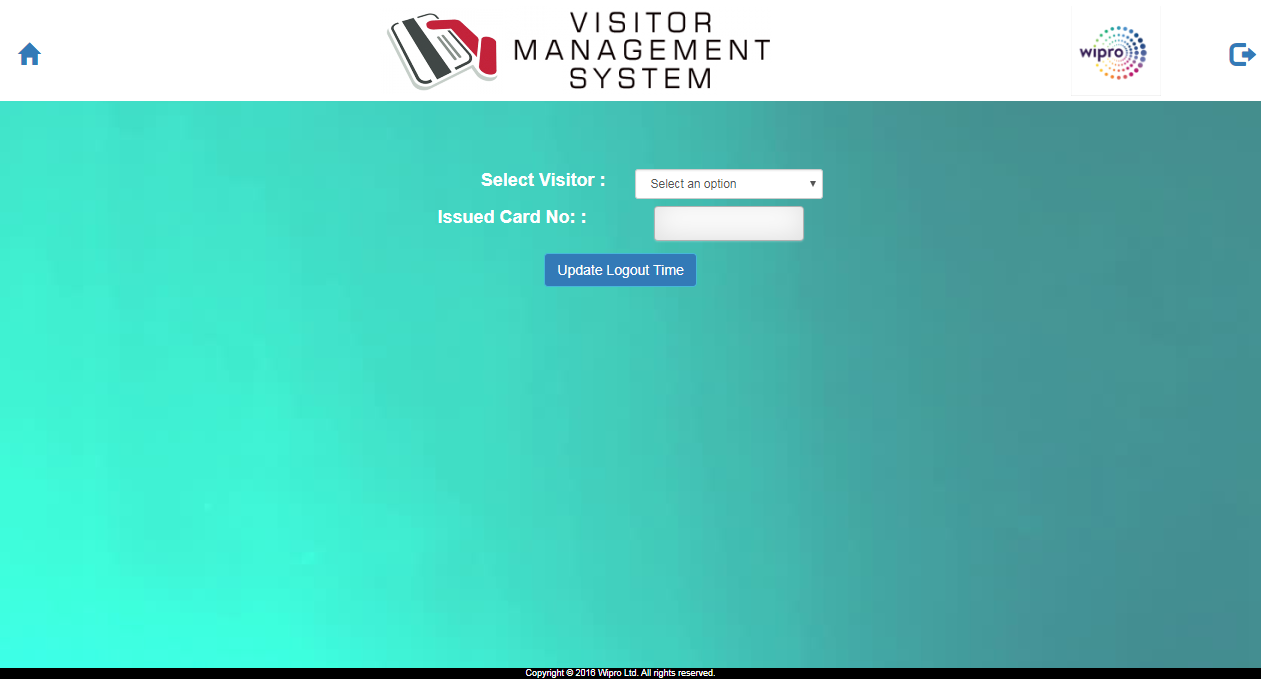 VISITOR
MANAGEMENT
SYSTEM
wipro
Select Visitor :
Select an option
Issued Card No: :
Update Logout Time
Copyright © 2016 Wipro Ltd. All rights reserved.